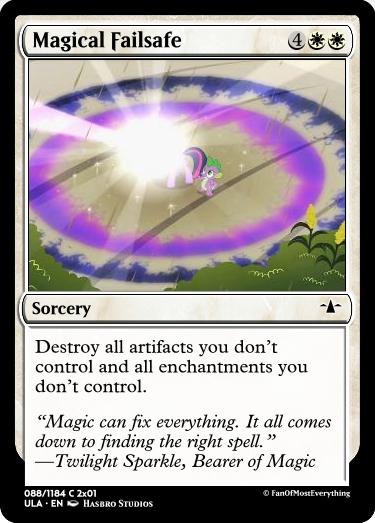 Magical Failsafe 4
Sorcery
Destroy all artifacts you don't
control and all enchantments you
don't control.
“Magic can fix everything. It all comes
down to finding the right spell.”
—Twilight Sparkle, Bearer of Magic
088/1184 C 2x01
ULA • EN Hasbro Studios
© FanOfMostEverything